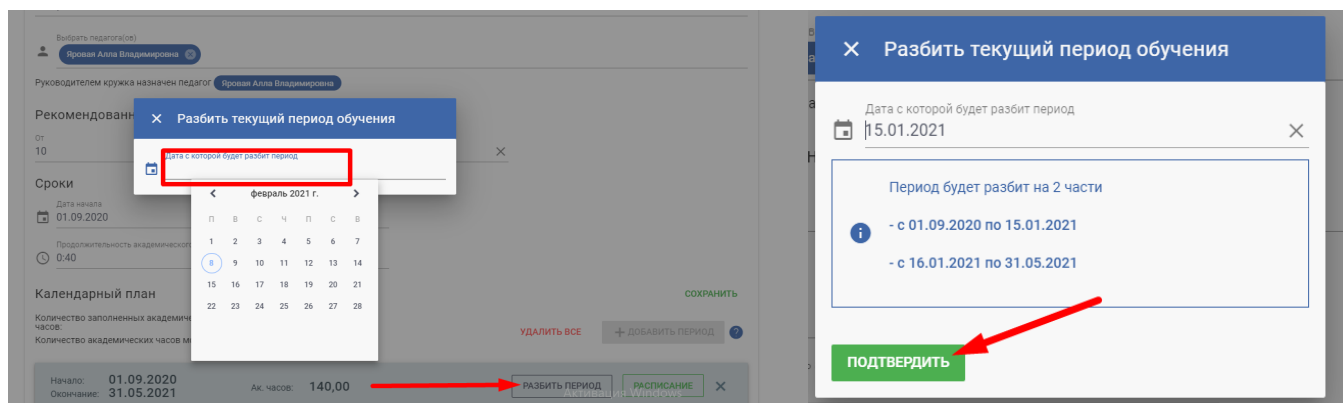 Выбрать педагога(ов)
Яровая Алла Владимировна
Руководителем кружка назначен педагог Яровая Алла Владимировна
Рекомендованн
От
10
Сроки
Дата начала
01.09.2020
Продолжительность академического
0:40
Календарный план
СОХРАНИТЬ
Количество заполненных академиче
часов:
Количество академических часов м
УДАЛИТЬ ВСЕ + ДОБАВИТЬ ПЕРИОД ?
Начало: 01.09.2020
Окончание: 31.05.2021
Ак. часов: 140,00
РАЗБИТЬ ПЕРИОД РАСПИСАНИЕ
Активация Windows
Разбить текущий период обучения
Дата с которой будет разбит период
февраль 2021 г.
П В С Ч П С В
1 2 3 4 5 6 7
8 9 10 11 12 13 14
15 16 17 18 19 20 21
22 23 24 25 26 27 28
Разбить текущий период обучения
Дата с которой будет разбит период
15.01.2021
Период будет разбит на 2 части
- с 01.09.2020 по 15.01.2021
- с 16.01.2021 по 31.05.2021
ПОДТВЕРДИТЬ